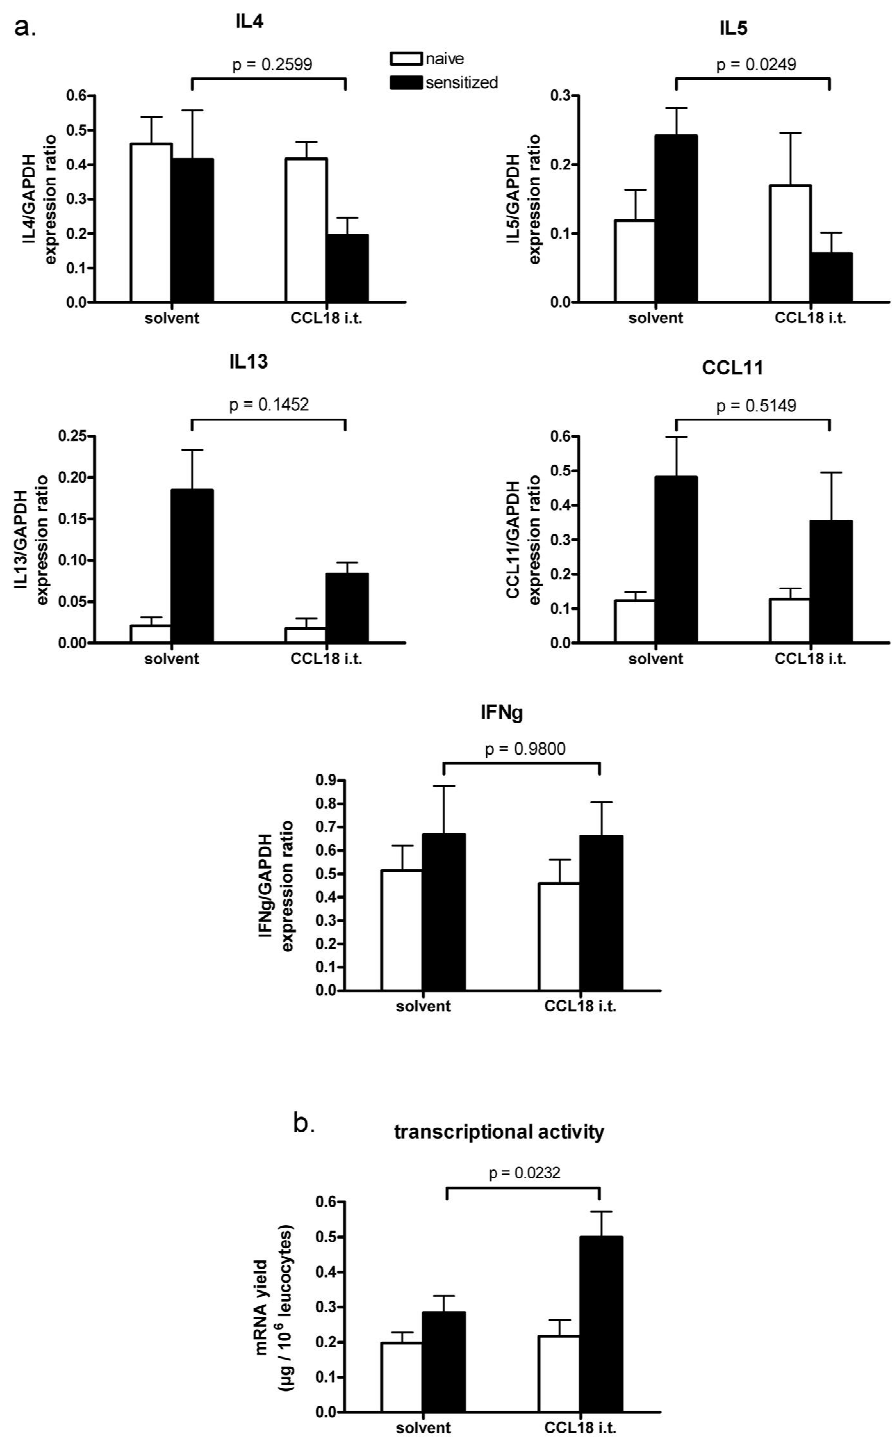 a.
IL4
p = 0.2599
naive
sensitized
IL4/GAPDH
expression ratio
0.6
0.5
0.4
0.3
0.2
0.1
0.0
solvent
CCL18 i.t.
IL5
p = 0.0249
IL5/GAPDH
expression ratio
0.3
0.2
0.1
0.0
solvent
CCL18 i.t.
IL13
p = 0.1452
IL13/GAPDH
expression ratio
0.25
0.20
0.15
0.10
0.05
0.00
solvent
CCL18 i.t.
CCL11
p = 0.5149
CCL11/GAPDH
expression ratio
0.6
0.5
0.4
0.3
0.2
0.1
0.0
solvent
CCL18 i.t.
IFNg
p = 0.9800
IFNg/GAPDH
expression ratio
0.9
0.8
0.7
0.6
0.5
0.4
0.3
0.2
0.1
0.0
solvent
CCL18 i.t.
b.
transcriptional activity
p = 0.0232
mRNA yield
(µg / 10⁶ leucocytes)
0.6
0.5
0.4
0.3
0.2
0.1
0.0
solvent
CCL18 i.t.